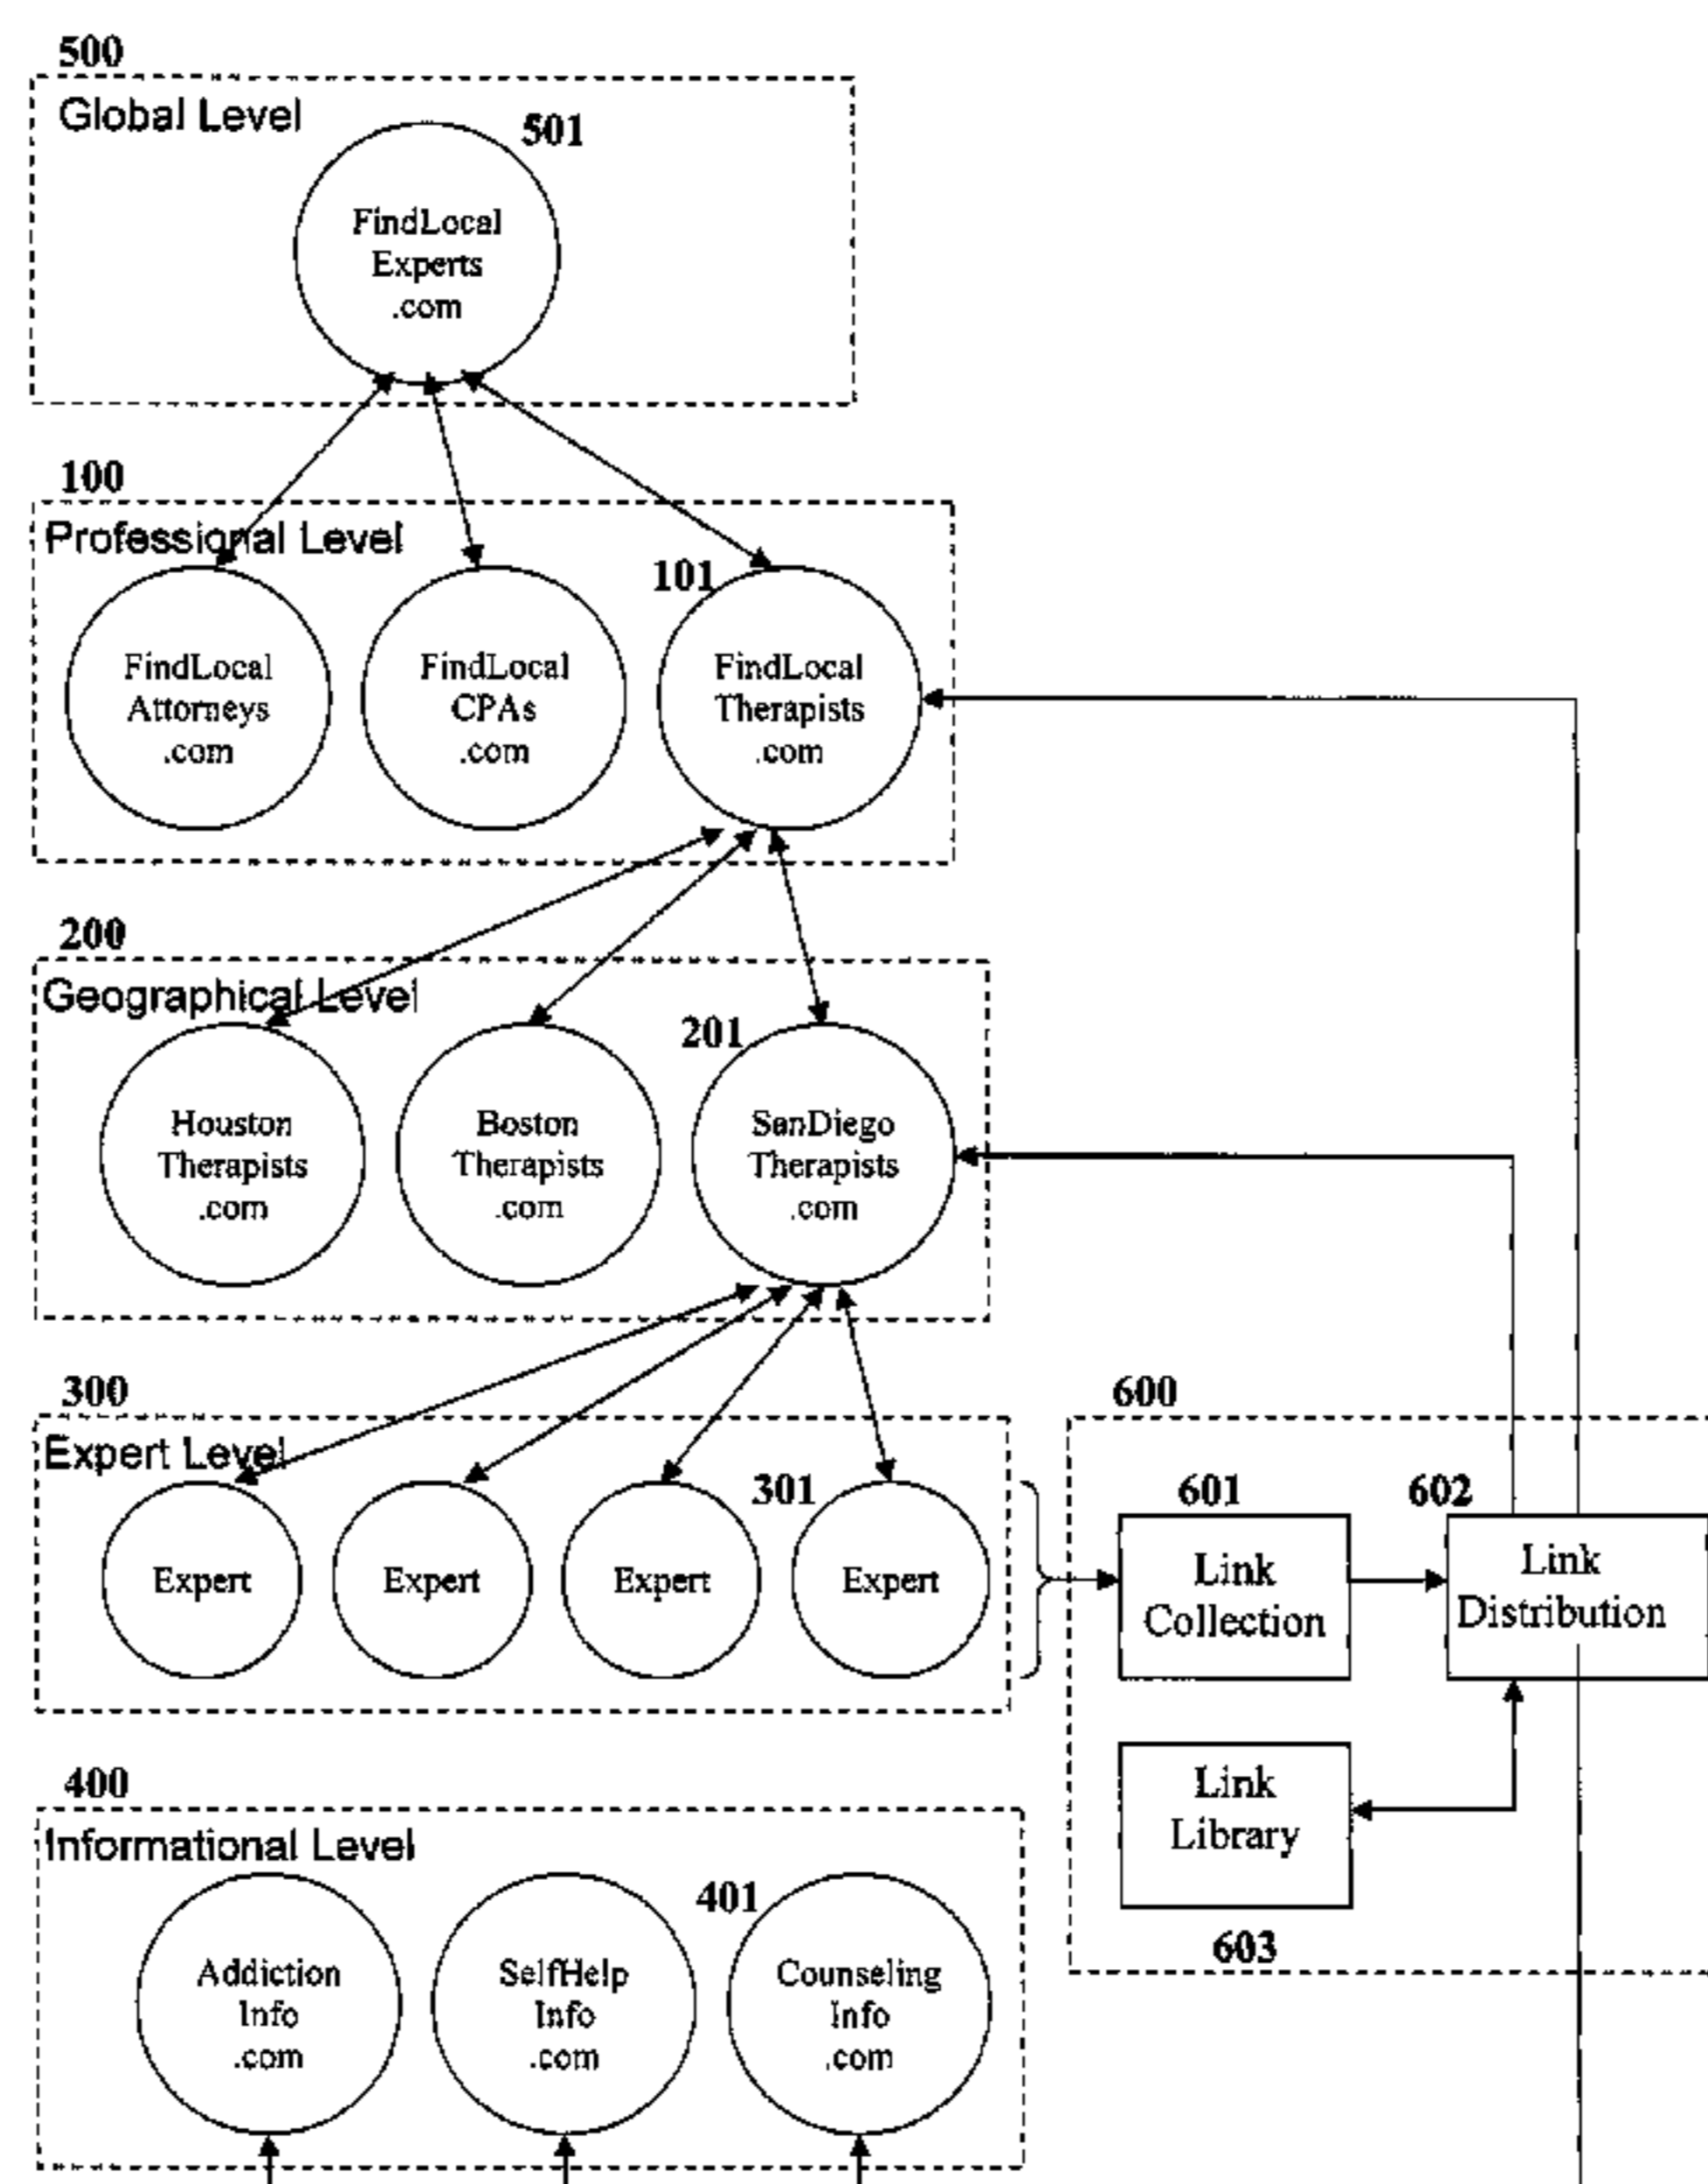 500
Global Level
501
FindLocal
Experts
.com
100
Professional Level
101
FindLocal
Attorneys
.com
FindLocal
CPAs
.com
FindLocal
Therapists
.com
200
Geographical Level
201
Houston
Therapists
.com
Boston
Therapists
.com
SanDiego
Therapists
.com
300
Expert Level
301
Expert
Expert
Expert
Expert
600
601
Link
Collection
602
Link
Distribution
Link
Library
603
400
Informational Level
401
Addiction
Info
.com
SelfHelp
Info
.com
Counseling
Info
.com